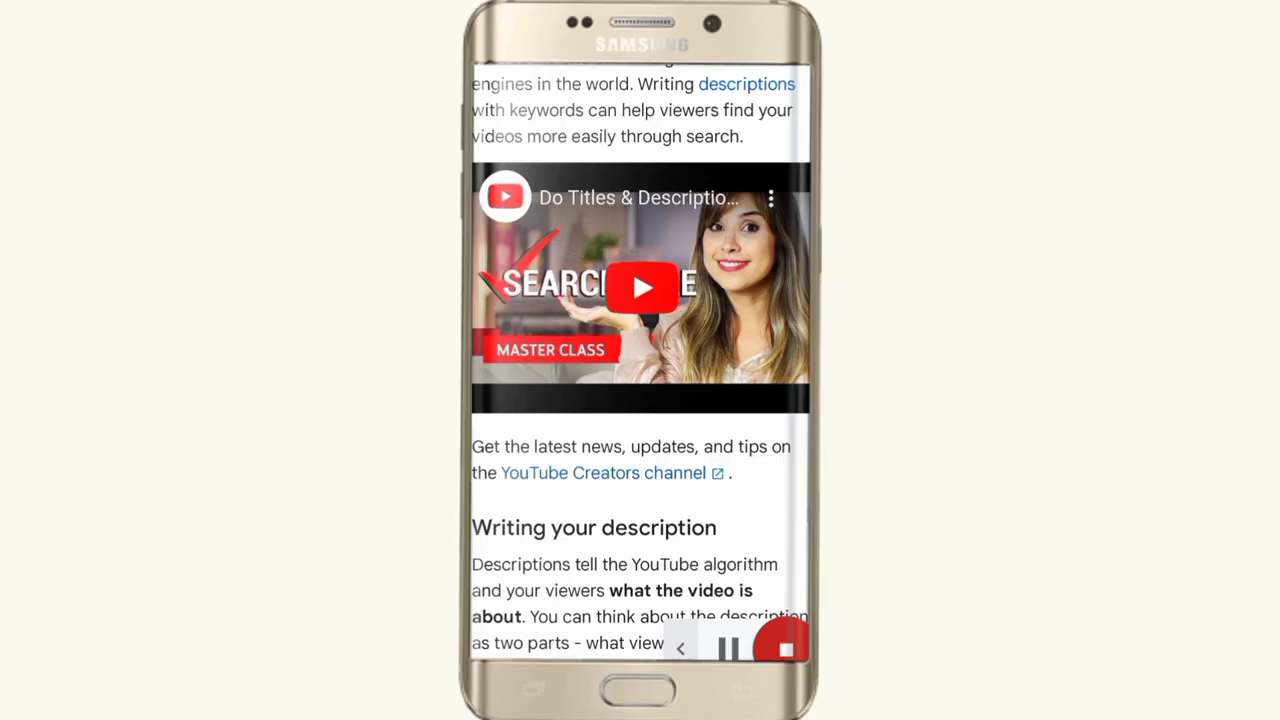 SAMSUNG
engines in the world. Writing descriptions
with keywords can help viewers find your
videos more easily through search.
Do Titles & Descriptio...
SEARCH
MASTER CLASS
Get the latest news, updates, and tips on
the YouTube Creators channel .
Writing your description
Descriptions tell the YouTube algorithm
and your viewers what the video is
about. You can think about the description
as two parts - what view